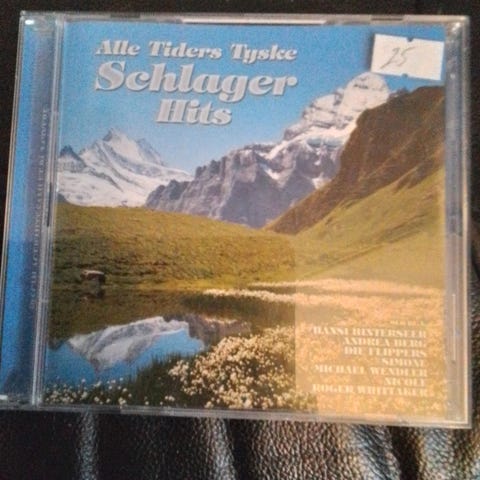 Alle Tiders Tyske
Schlager
Hits
25
HANSI HINTERSEER
ANDREA BERG
DIE FLIPPERS
SIMONE
MICHAEL WENDLER
NICOLE
ROGER WHITTAKER